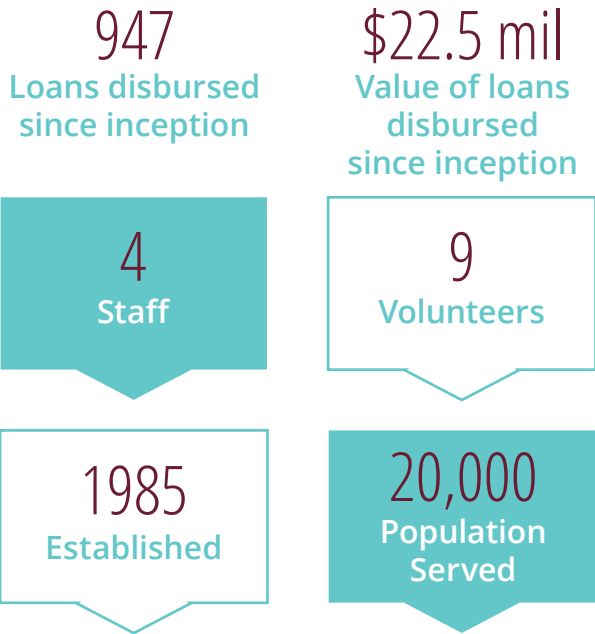 947
Loans disbursed
since inception
$22.5 mil
Value of loans
disbursed
since inception
4
Staff
9
Volunteers
1985
Established
20,000
Population
Served